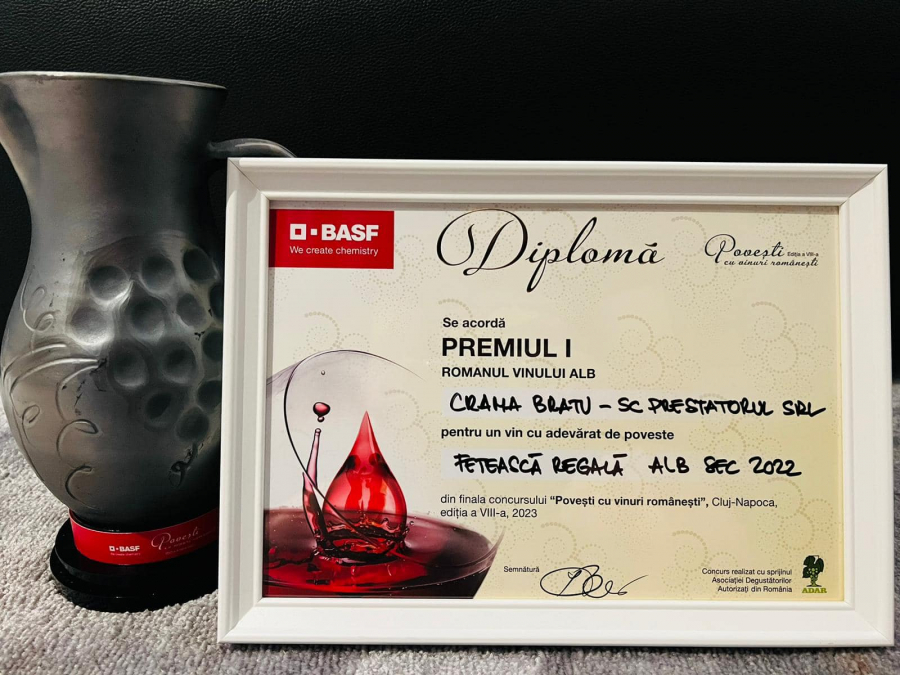 BASF
We create chemistry
Diplomă
Povești Ediția a VIII-a
cu vinuri românești
Se acordă
PREMIUL I
ROMANUL VINULUI ALB
CRAMA BRATU - SC PRESTATORUL SRL
pentru un vin cu adevărat de poveste
FETEASCĂ REGALĂ ALB SEC 2022
din finala concursului "Povești cu vinuri românești", Cluj-Napoca,
ediția a VIII-a, 2023
Semnătură
Concurs realizat cu sprijinul
Asociației Degustătorilor
Autorizați din România
ADAR
BASF
We create chemistry
Povești